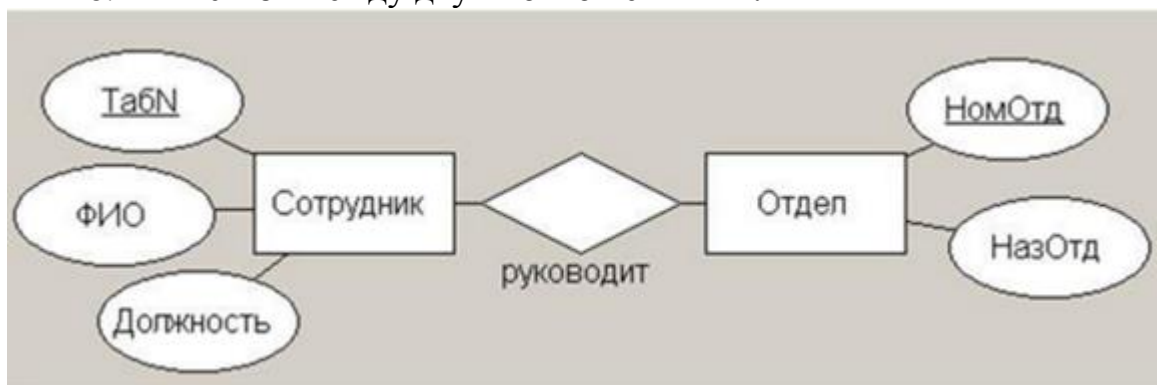 ТабN
НомОтд
ФИО
Сотрудник
Отдел
НазОтд
руководит
Должность